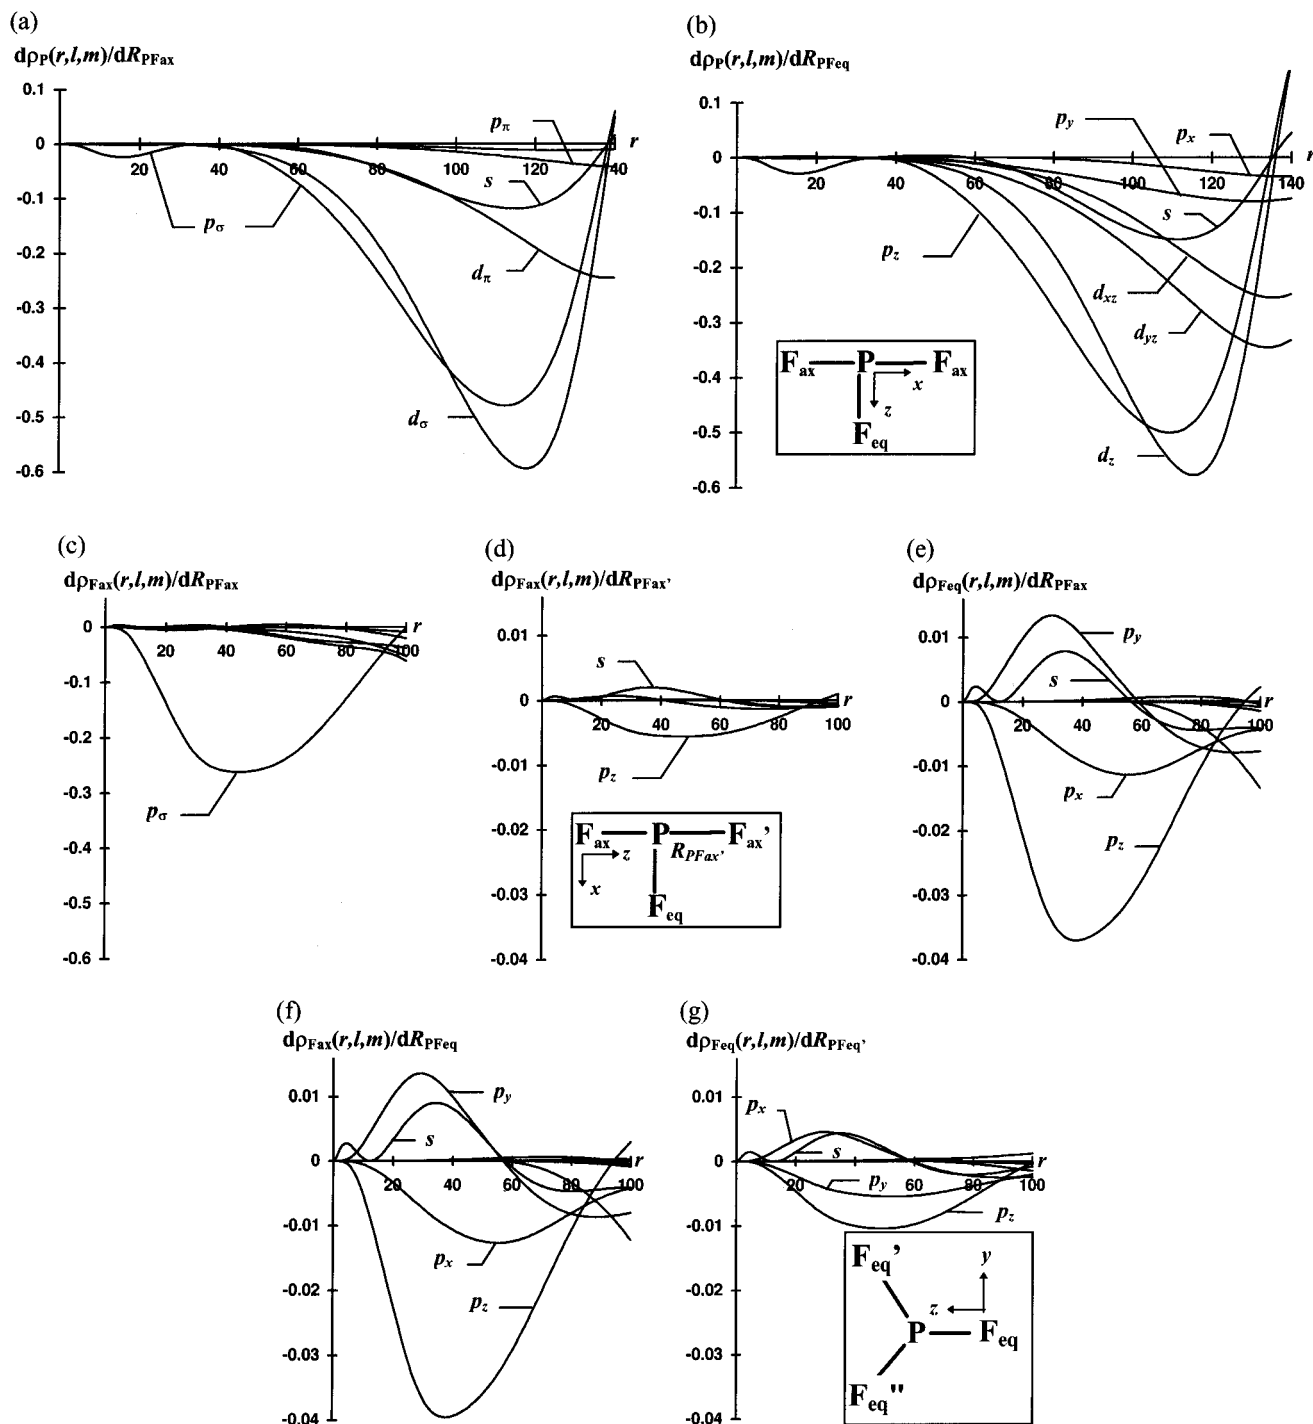 (a)
dρP(r,l,m)/dRPFax
0.1
0
-0.1
-0.2
-0.3
-0.4
-0.5
-0.6
20
40
60
80
100
120
140
r
pπ
s
pσ
dπ
dσ
(b)
dρP(r,l,m)/dRPFeq
0.1
0
-0.1
-0.2
-0.3
-0.4
-0.5
-0.6
20
40
60
80
100
120
140
r
py
px
s
pz
dxz
dyz
dz
Fax P Fax
x
z
Feq
(c)
dρFax(r,l,m)/dRPFax
0
-0.1
-0.2
-0.3
-0.4
-0.5
-0.6
20
40
60
80
100
r
pσ
(d)
dρFax(r,l,m)/dRPFax'
0.01
0
-0.01
-0.02
-0.03
-0.04
20
40
60
80
100
r
s
pz
Fax P Fax'
z
RPFax'
x
Feq
(e)
dρFeq(r,l,m)/dRPFax
0.01
0
-0.01
-0.02
-0.03
-0.04
20
40
60
80
100
r
py
s
px
pz
(f)
dρFax(r,l,m)/dRPFeq
0.01
0
-0.01
-0.02
-0.03
-0.04
20
40
60
80
100
r
py
s
px
pz
(g)
dρFeq(r,l,m)/dRPFeq'
0.01
0
-0.01
-0.02
-0.03
-0.04
20
40
60
80
100
r
px
s
py
pz
Feq'
y
z
P Feq
Feq"